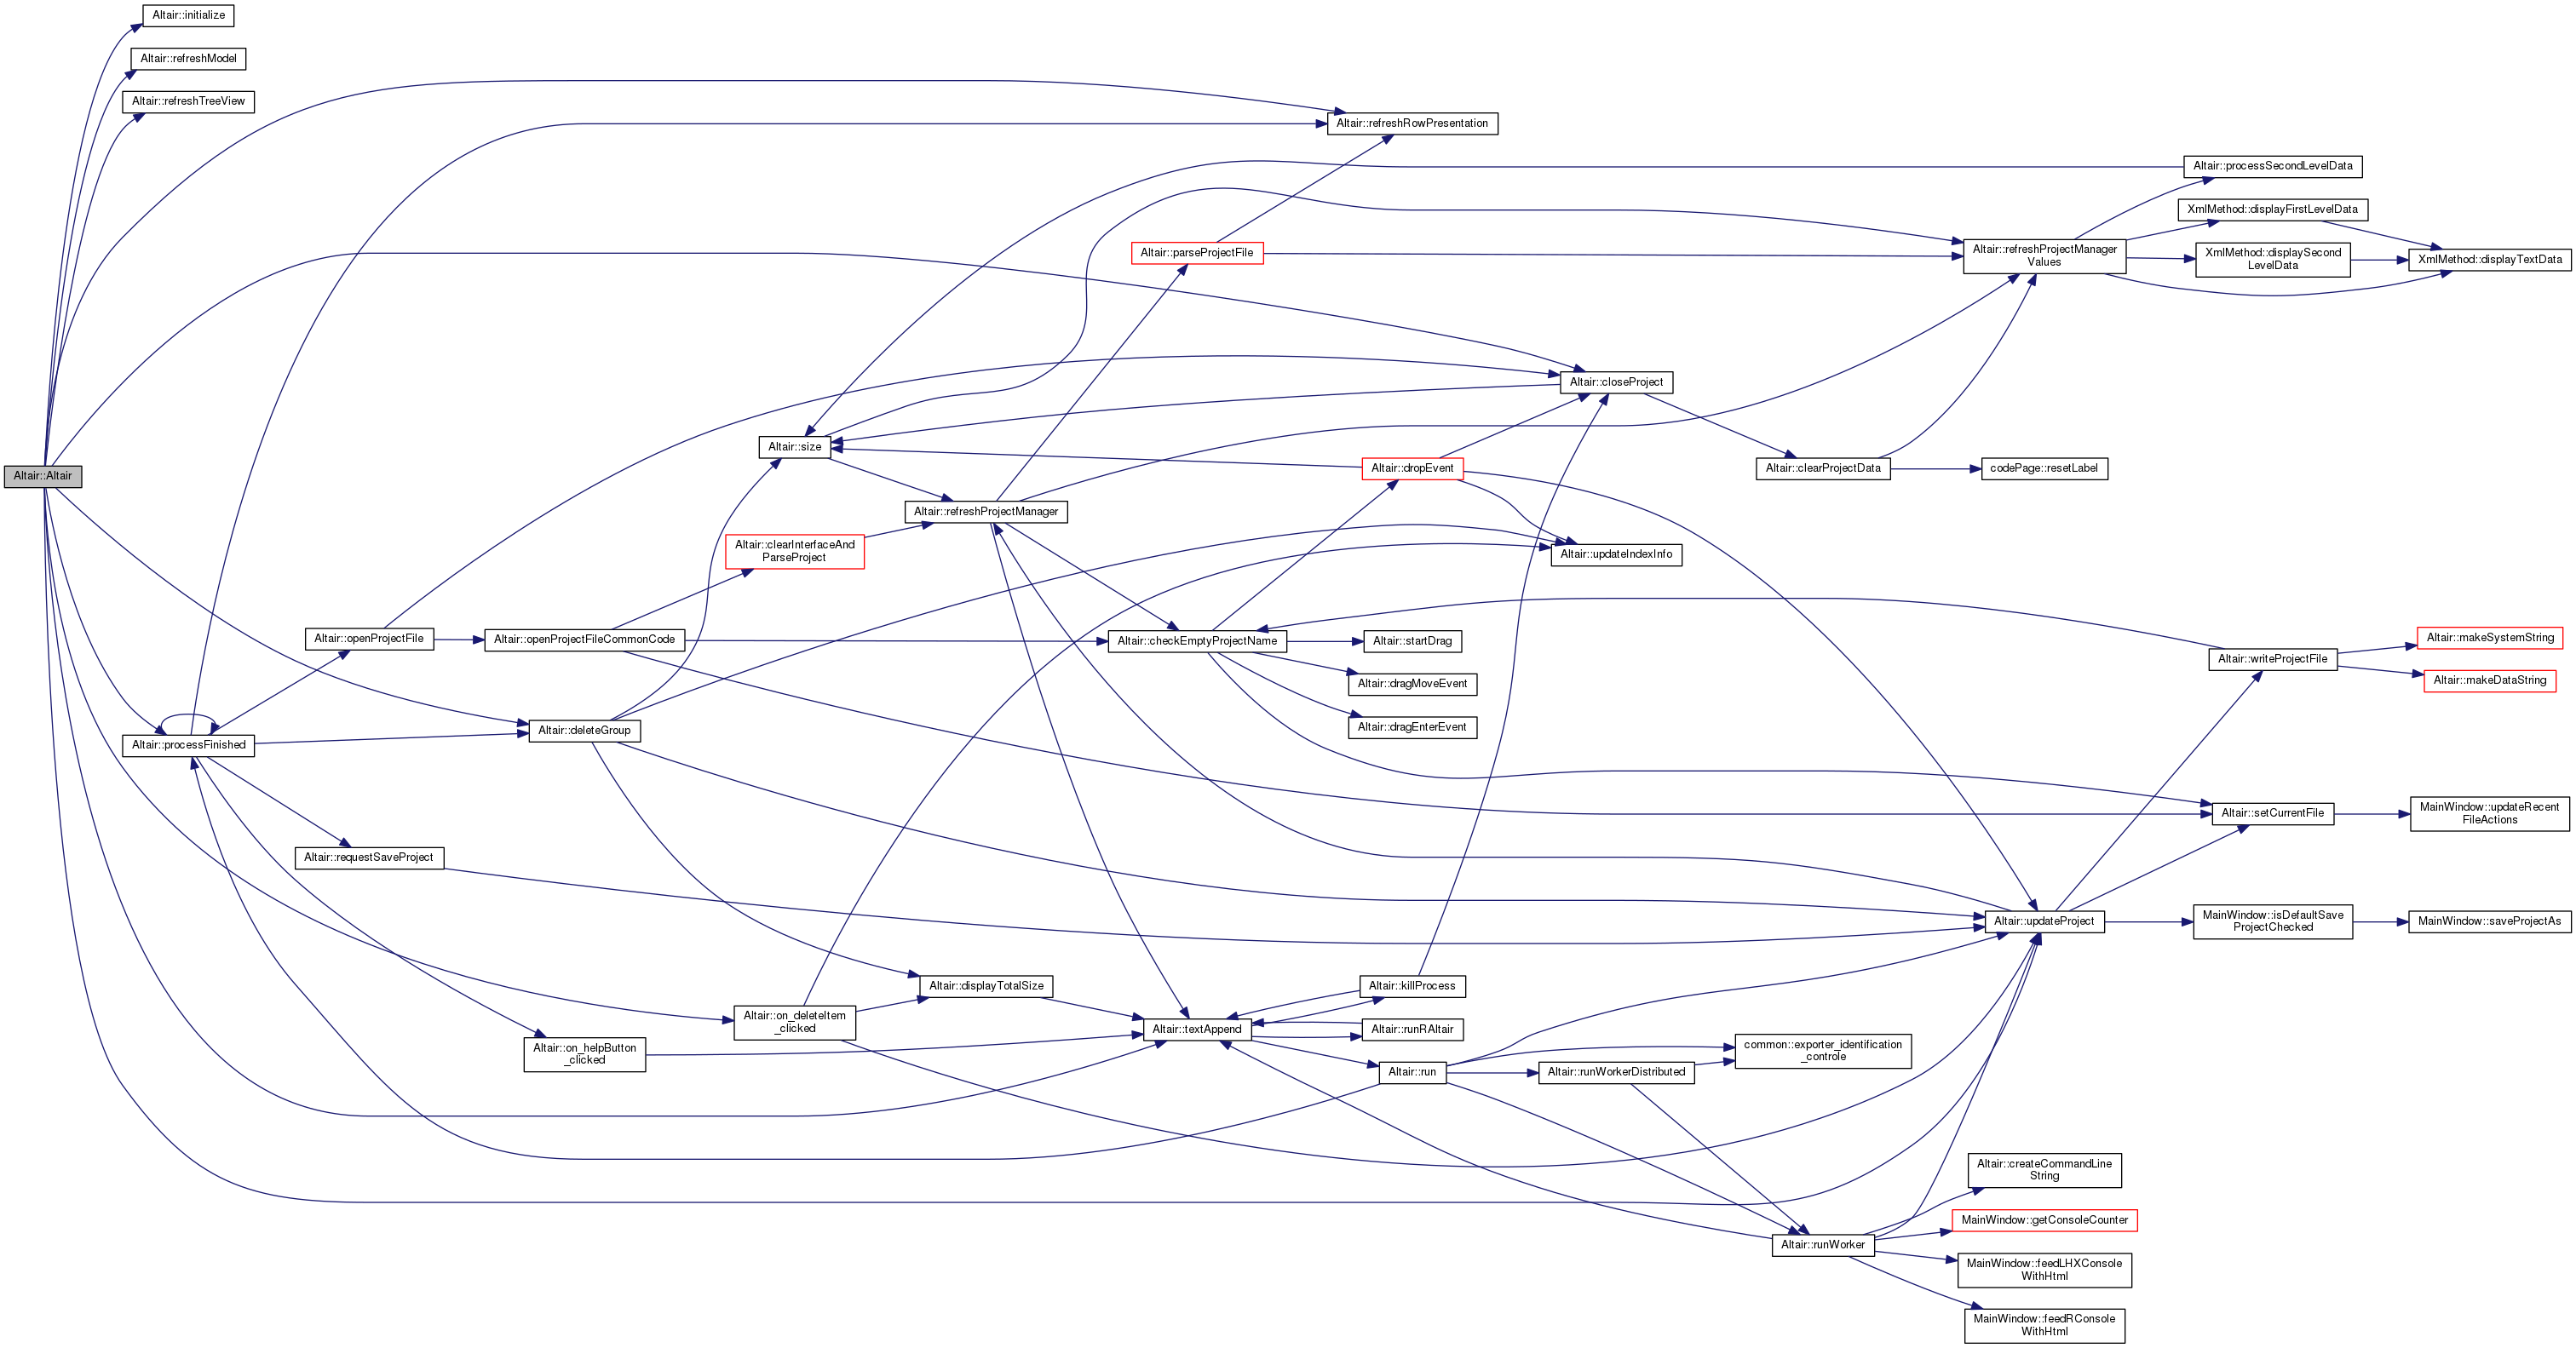 Altair::initialize
Altair::refreshModel
Altair::refreshTreeView
Altair::refreshRowPresentation
Altair::processSecondLevelData
XmlMethod::displayFirstLevelData
Altair::parseProjectFile
Altair::refreshProjectManager
Values
XmlMethod::displaySecond
LevelData
XmlMethod::displayTextData
Altair::closeProject
Altair::size
Altair::Altair
Altair::dropEvent
Altair::clearProjectData
codePage::resetLabel
Altair::refreshProjectManager
Altair::clearInterfaceAnd
ParseProject
Altair::updateIndexInfo
Altair::openProjectFile
Altair::openProjectFileCommonCode
Altair::checkEmptyProjectName
Altair::startDrag
Altair::makeSystemString
Altair::writeProjectFile
Altair::dragMoveEvent
Altair::makeDataString
Altair::dragEnterEvent
Altair::deleteGroup
Altair::processFinished
Altair::setCurrentFile
MainWindow::updateRecent
FileActions
Altair::requestSaveProject
Altair::updateProject
MainWindow::isDefaultSave
ProjectChecked
MainWindow::saveProjectAs
Altair::displayTotalSize
Altair::killProcess
Altair::on_deleteItem
_clicked
Altair::textAppend
Altair::runRAltair
Altair::on_helpButton
_clicked
common::exporter_identification
_controle
Altair::run
Altair::runWorkerDistributed
Altair::createCommandLine
String
MainWindow::getConsoleCounter
Altair::runWorker
MainWindow::feedLHXConsole
WithHtml
MainWindow::feedRConsole
WithHtml